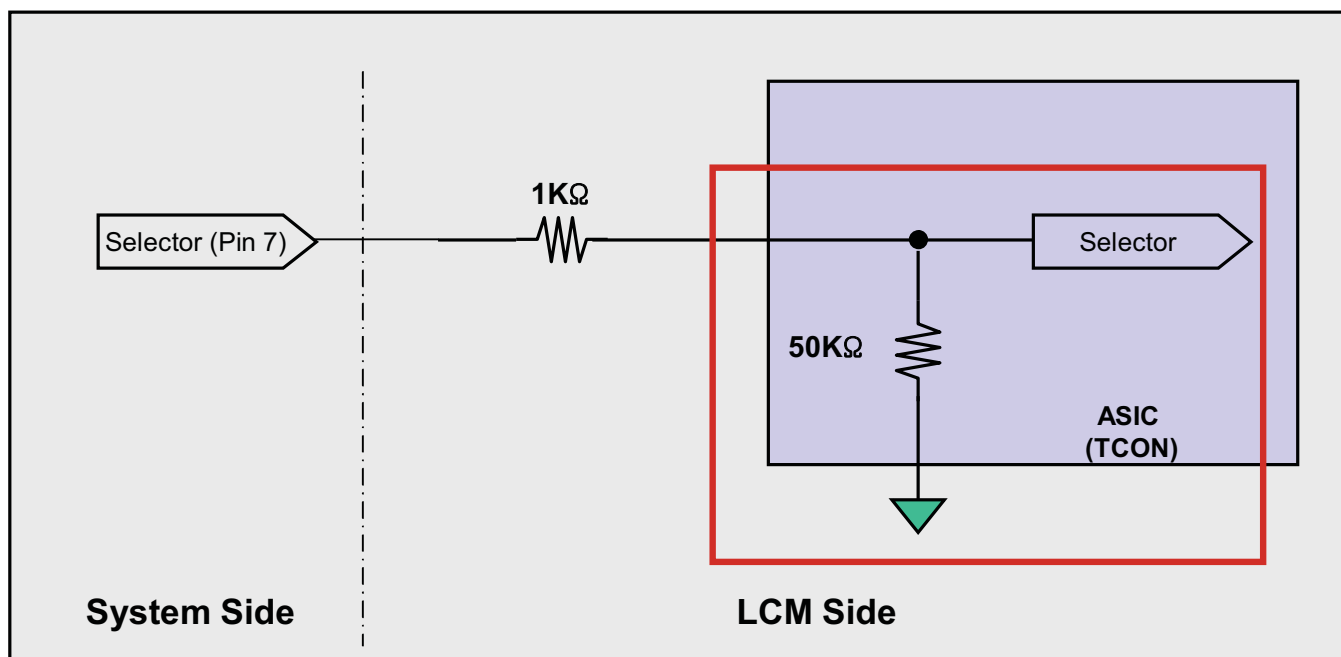 1KΩ
Selector (Pin 7)
Selector
50KΩ
ASIC
(TCON)
System Side
LCM Side